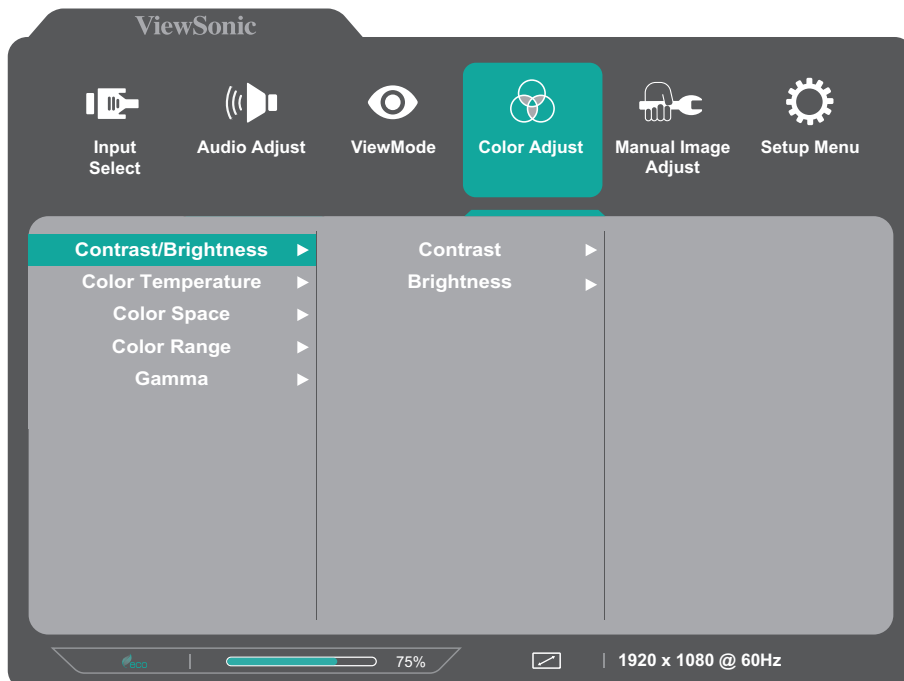 ViewSonic
Input
Select
Audio Adjust
ViewMode
Color Adjust
Manual Image
Adjust
Setup Menu
Contrast/Brightness
Color Temperature
Color Space
Color Range
Gamma
Contrast
Brightness
eco
75%
1920 x 1080 @ 60Hz